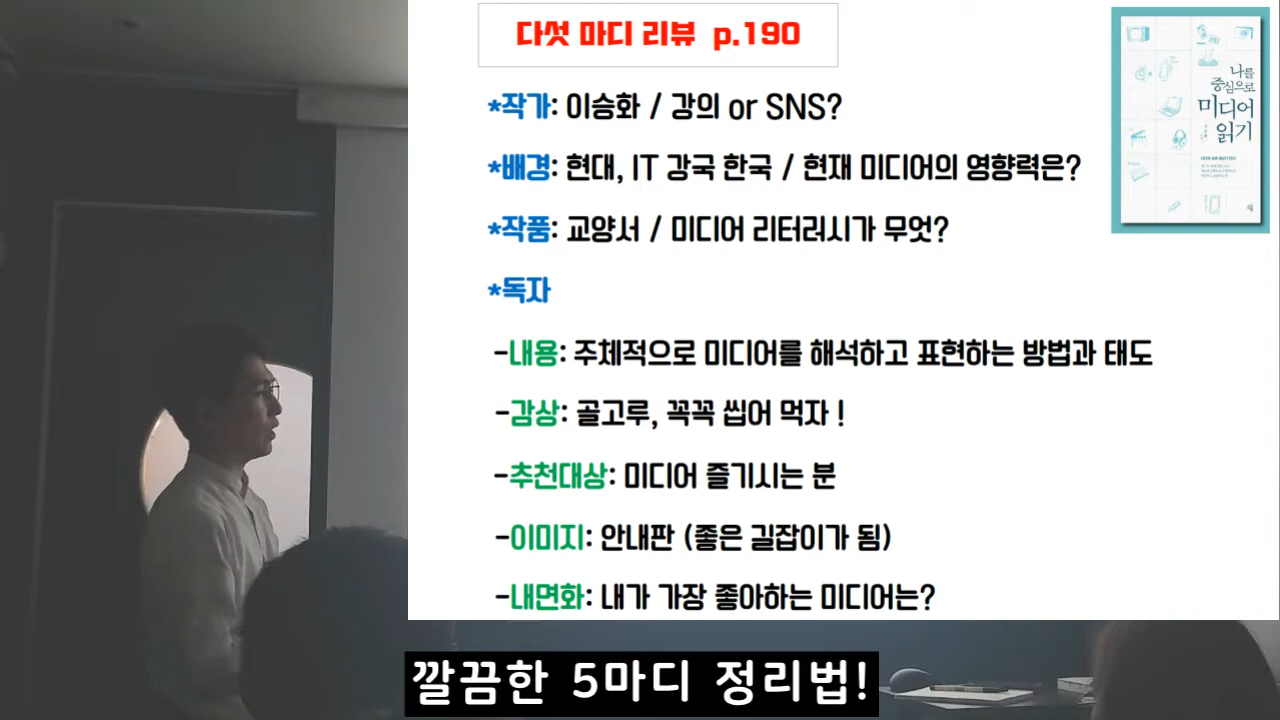 다섯 마디 리뷰 p.190
*작가: 이승화 / 강의 or SNS?
*배경: 현대, IT 강국 한국 / 현재 미디어의 영향력은?
*작품: 교양서 / 미디어 리터러시가 무엇?
*독자
-내용: 주체적으로 미디어를 해석하고 표현하는 방법과 태도
-감상: 골고루, 꼭꼭 씹어 먹자 !
-추천대상: 미디어 즐기시는 분
-이미지: 안내판 (좋은 길잡이가 됨)
-내면화: 내가 가장 좋아하는 미디어는?
나를
중심으로
미디어
읽기
깔끔한 5마디 정리법!